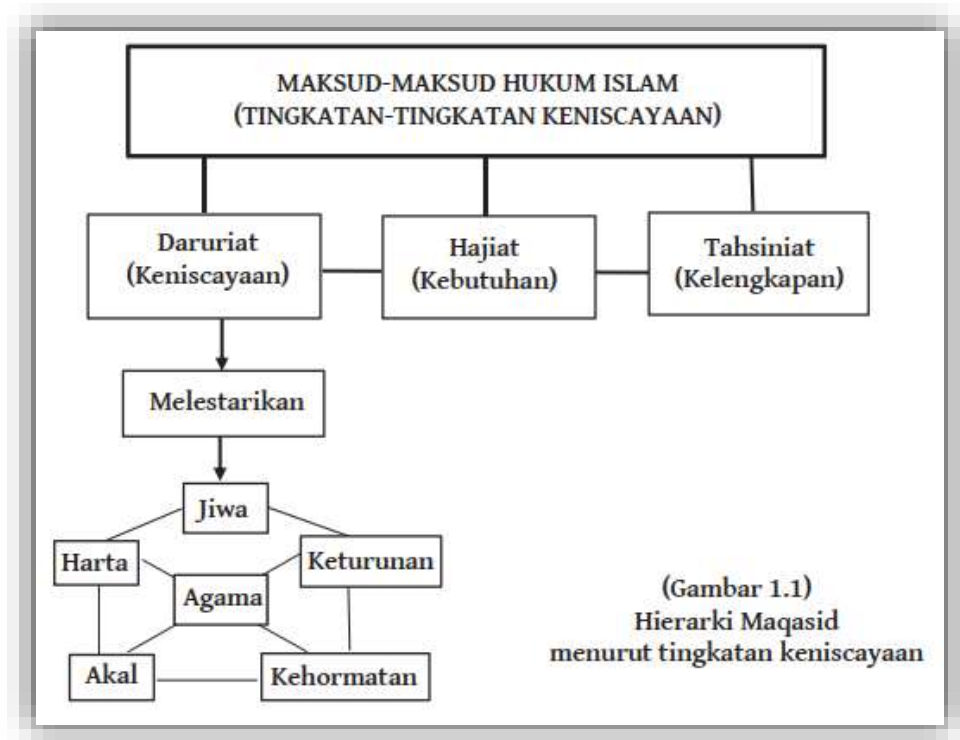 MAKSUD-MAKSUD HUKUM ISLAM
(TINGKATAN-TINGKATAN KENISCAYAAN)
Daruriat
(Keniscayaan)
Hajiat
(Kebutuhan)
Tahsiniat
(Kelengkapan)
Melestarikan
Jiwa
Harta
Keturunan
Agama
Akal
Kehormatan
(Gambar 1.1)
Hierarki Maqasid
menurut tingkatan keniscayaan